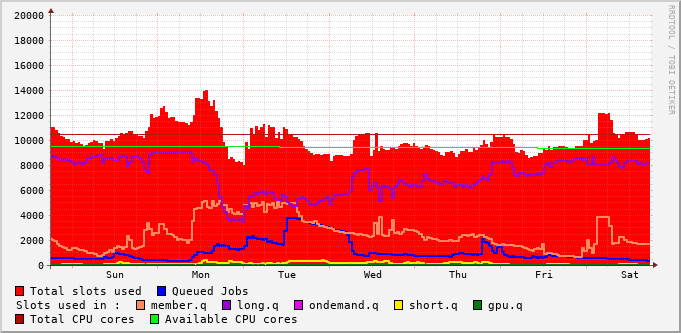 20000
18000
16000
14000
12000
10000
8000
6000
4000
2000
0
Sun Mon Tue Wed Thu Fri Sat
Total slots used Queued Jobs
Slots used in : member.q long.q ondemand.q short.q gpu.q
Total CPU cores Available CPU cores
RRDTOOL / TOBI OETIKER